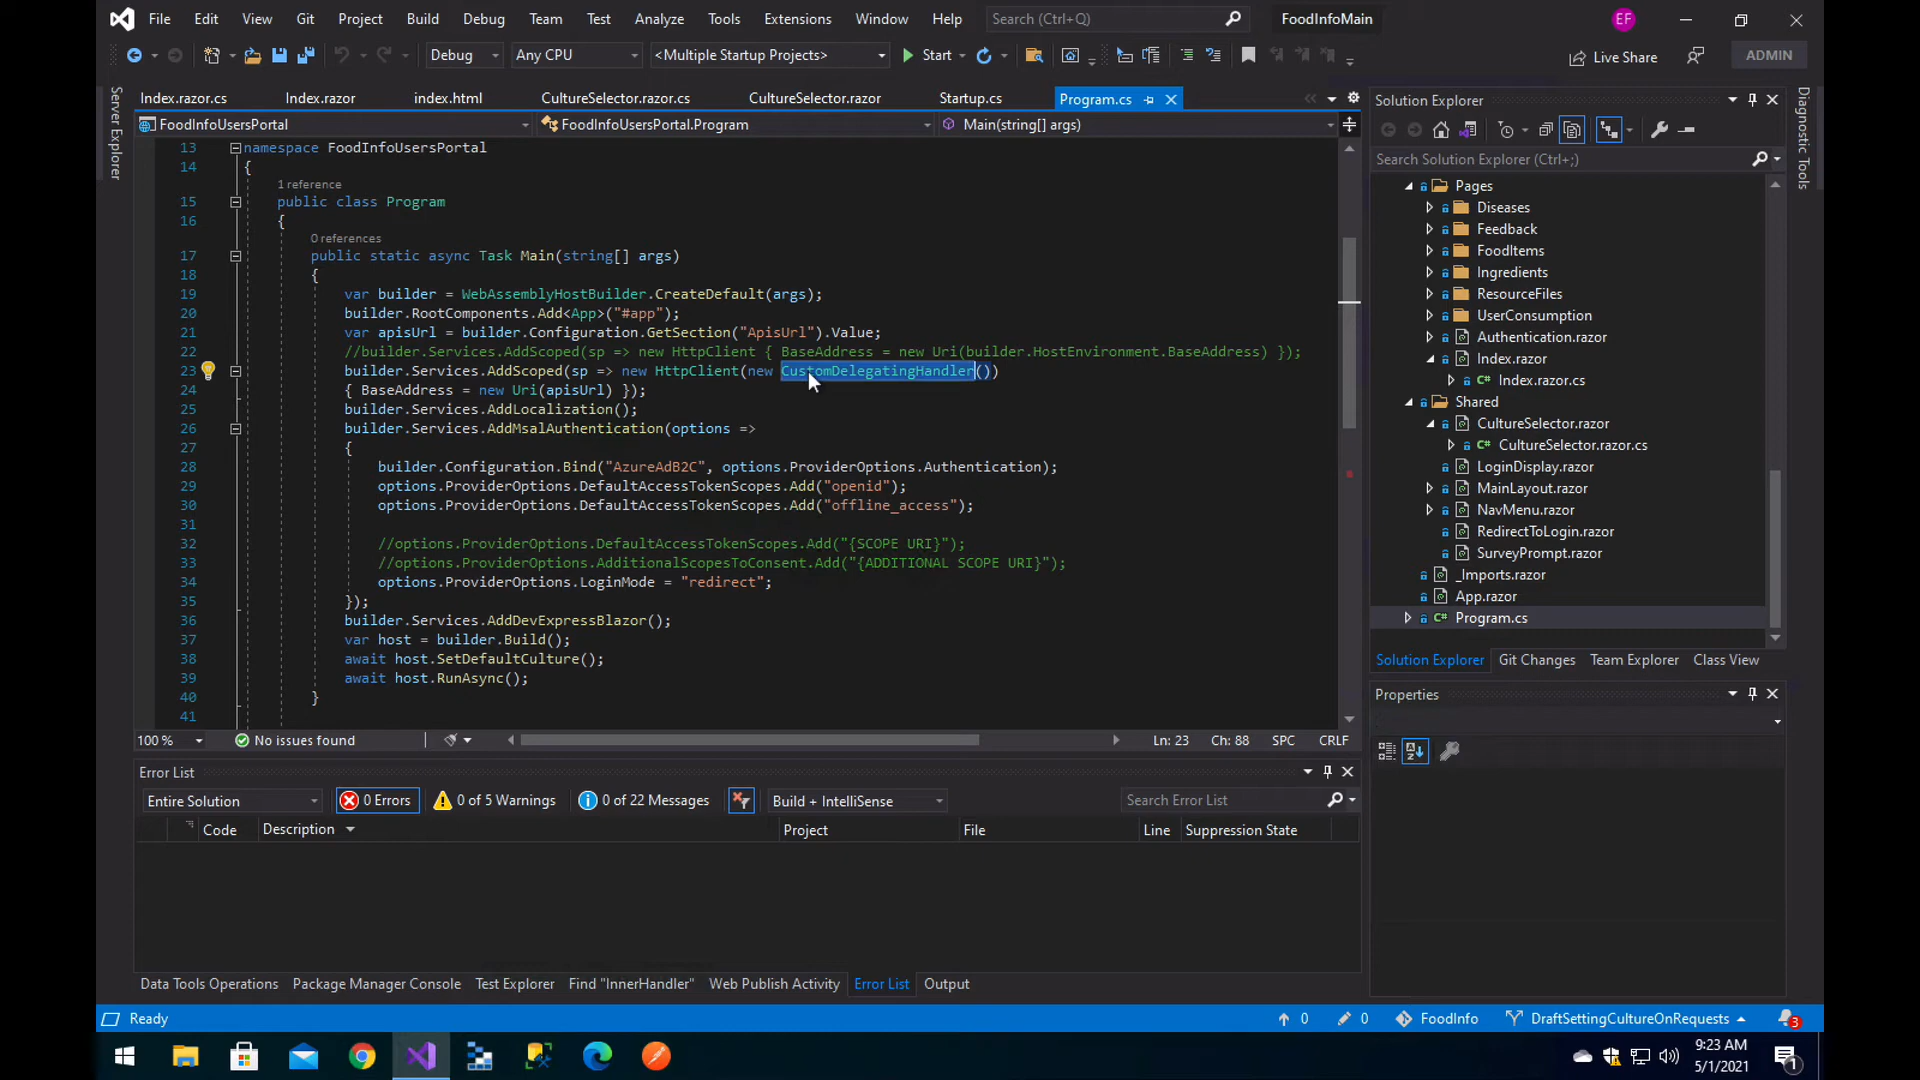 File Edit View Git Project Build Debug Team Test Analyze Tools Extensions Window Help Search (Ctrl+Q) FoodInfoMain EF
Debug Any CPU <Multiple Startup Projects> Start Live Share ADMIN
Server Explorer
Index.razor.cs Index.razor index.html CultureSelector.razor.cs CultureSelector.razor Startup.cs Program.cs
FoodInfoUsersPortal FoodInfoUsersPortal.Program Main(string[] args)
13 namespace FoodInfoUsersPortal
14 {
1 reference
15 public class Program
16 {
0 references
17 public static async Task Main(string[] args)
18 {
19 var builder = WebAssemblyHostBuilder.CreateDefault(args);
20 builder.RootComponents.Add<App>("#app");
21 var apisUrl = builder.Configuration.GetSection("ApisUrl").Value;
22 //builder.Services.AddScoped(sp => new HttpClient { BaseAddress = new Uri(builder.HostEnvironment.BaseAddress) });
23 builder.Services.AddScoped(sp => new HttpClient(new CustomDelegatingHandler())
24 { BaseAddress = new Uri(apisUrl) });
25 builder.Services.AddLocalization();
26 builder.Services.AddMsalAuthentication(options =>
27 {
28 builder.Configuration.Bind("AzureAdB2C", options.ProviderOptions.Authentication);
29 options.ProviderOptions.DefaultAccessTokenScopes.Add("openid");
30 options.ProviderOptions.DefaultAccessTokenScopes.Add("offline_access");
31
32 //options.ProviderOptions.DefaultAccessTokenScopes.Add("{SCOPE URI}");
33 //options.ProviderOptions.AdditionalScopesToConsent.Add("{ADDITIONAL SCOPE URI}");
34 options.ProviderOptions.LoginMode = "redirect";
35 });
36 builder.Services.AddDevExpressBlazor();
37 var host = builder.Build();
38 await host.SetDefaultCulture();
39 await host.RunAsync();
40 }
41
100 % No issues found Ln: 23 Ch: 88 SPC CRLF
Error List
Entire Solution 0 Errors 0 of 5 Warnings 0 of 22 Messages Build + IntelliSense Search Error List
Code Description Project File Line Suppression State
Data Tools Operations Package Manager Console Test Explorer Find "InnerHandler" Web Publish Activity Error List Output
Solution Explorer
Search Solution Explorer (Ctrl+;)
Pages
Diseases
Feedback
FoodItems
Ingredients
ResourceFiles
UserConsumption
Authentication.razor
Index.razor
C# Index.razor.cs
Shared
CultureSelector.razor
C# CultureSelector.razor.cs
LoginDisplay.razor
MainLayout.razor
NavMenu.razor
RedirectToLogin.razor
SurveyPrompt.razor
_Imports.razor
App.razor
C# Program.cs
Solution Explorer Git Changes Team Explorer Class View
Properties
Diagnostic Tools
Ready 0 0 FoodInfo DraftSettingCultureOnRequests 3
9:23 AM
5/1/2021
1